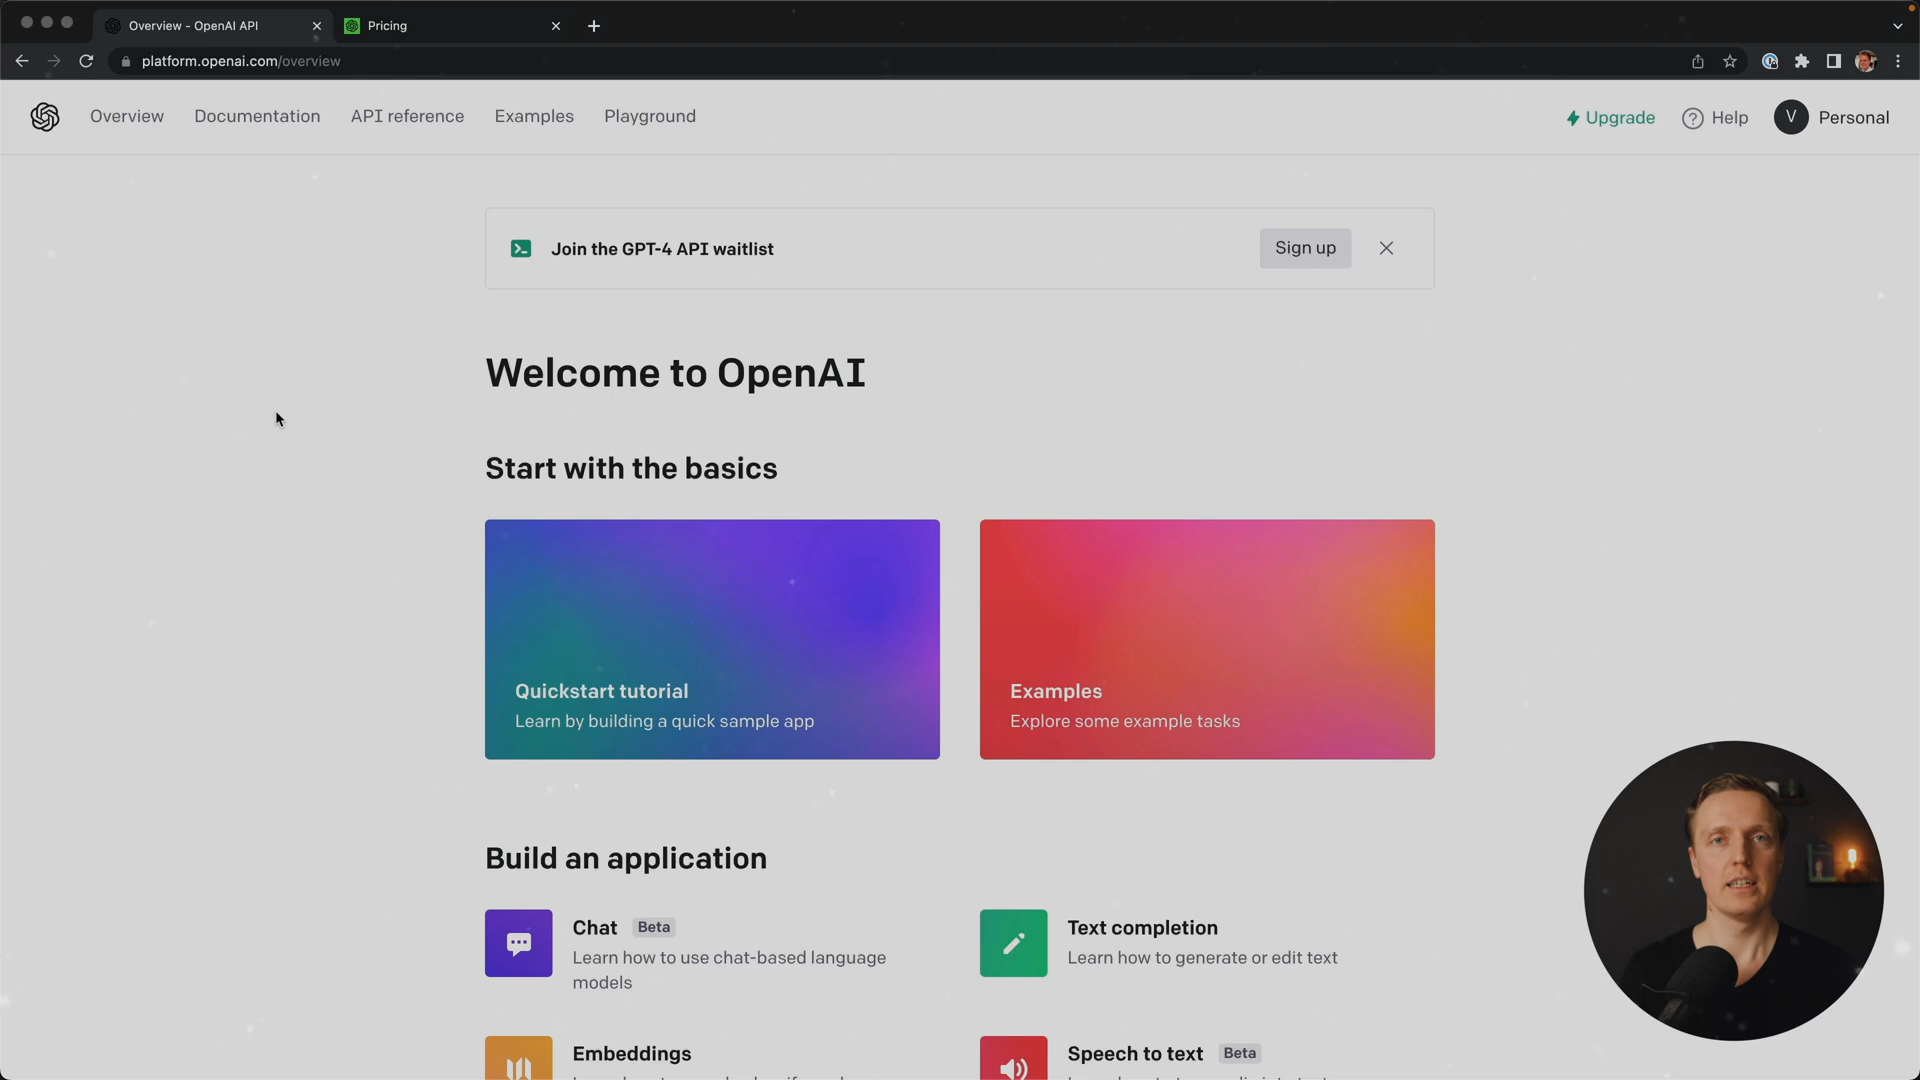 Overview - OpenAI API
Pricing
platform.openai.com/overview
Overview
Documentation
API reference
Examples
Playground
Upgrade
Help
V
Personal
Join the GPT-4 API waitlist
Sign up
Welcome to OpenAI
Start with the basics
Quickstart tutorial
Learn by building a quick sample app
Examples
Explore some example tasks
Build an application
Chat Beta
Learn how to use chat-based language
models
Text completion
Learn how to generate or edit text
Embeddings
Speech to text Beta